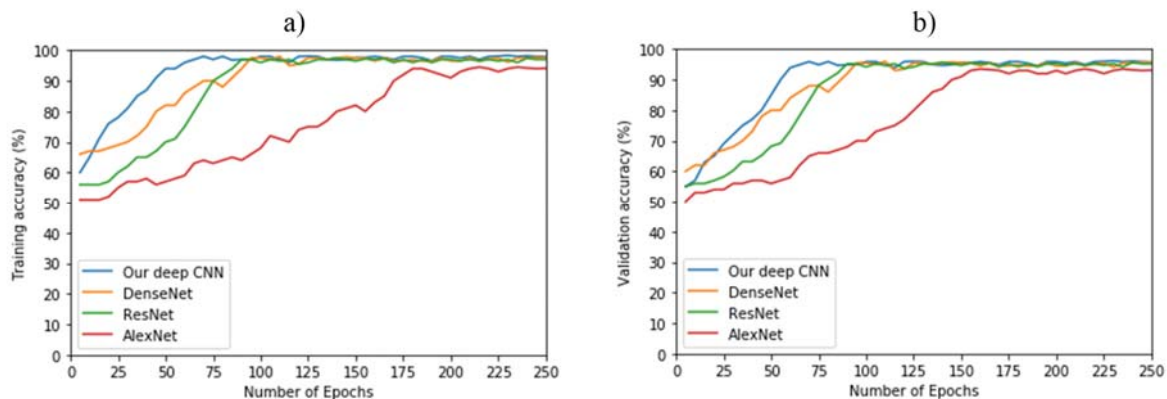 a)
100
90
80
70
60
50
40
30
20
10
0
Training accuracy (%)
Our deep CNN
DenseNet
ResNet
AlexNet
0 25 50 75 100 125 150 175 200 225 250
Number of Epochs
b)
100
90
80
70
60
50
40
30
20
10
0
Validation accuracy (%)
Our deep CNN
DenseNet
ResNet
AlexNet
0 25 50 75 100 125 150 175 200 225 250
Number of Epochs